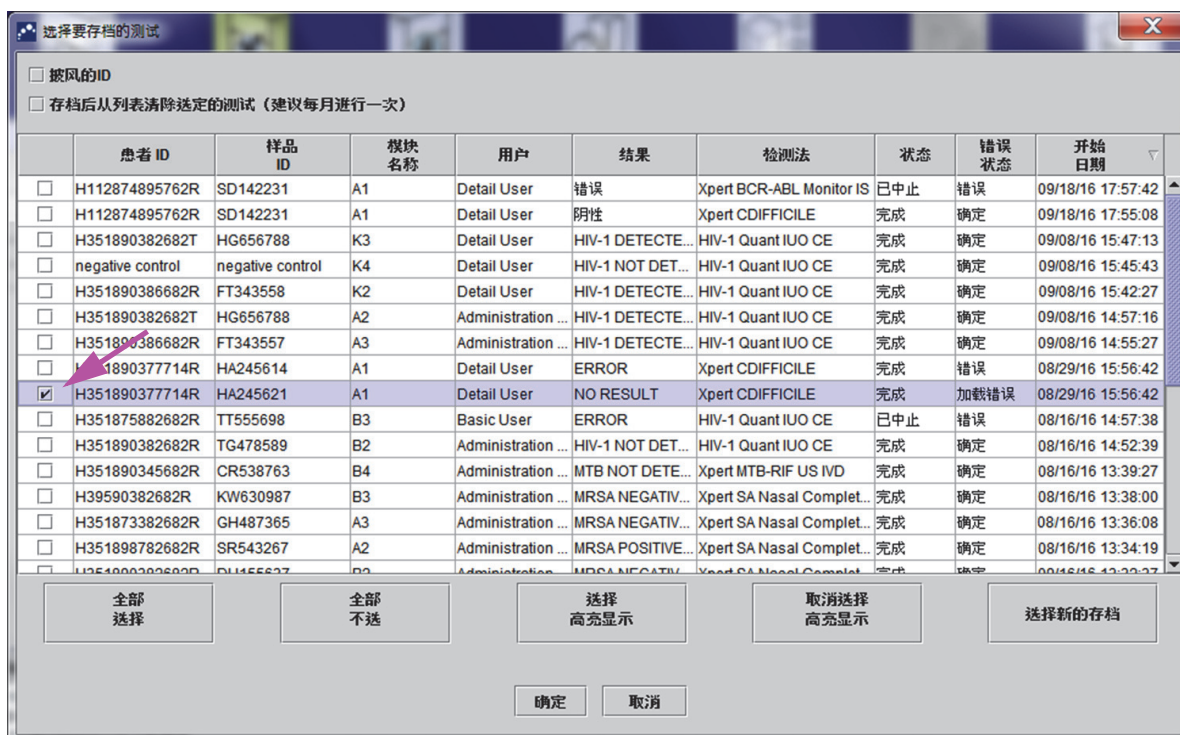 选择要存档的测试
披风的ID
存档后从列表清除选定的测试（建议每月进行一次）
患者 ID 样品 ID 模块 名称 用户 结果 检测法 状态 错误 状态 开始 日期
H112874895762R SD142231 A1 Detail User 错误 Xpert BCR-ABL Monitor IS 已中止 错误 09/18/16 17:57:42
H112874895762R SD142231 A1 Detail User 阴性 Xpert CDIFFICILE 完成 确定 09/18/16 17:55:08
H351890382682T HG656788 K3 Detail User HIV-1 DETECTE... HIV-1 Quant IUO CE 完成 确定 09/08/16 15:47:13
negative control negative control K4 Detail User HIV-1 NOT DET... HIV-1 Quant IUO CE 完成 确定 09/08/16 15:45:43
H351890386682R FT343558 K2 Detail User HIV-1 DETECTE... HIV-1 Quant IUO CE 完成 确定 09/08/16 15:42:27
H351890382682T HG656788 A2 Administration ... HIV-1 DETECTE... HIV-1 Quant IUO CE 完成 确定 09/08/16 14:57:16
H351890386682R FT343557 A3 Administration ... HIV-1 DETECTE... HIV-1 Quant IUO CE 完成 确定 09/08/16 14:55:27
HA245614 A1 Detail User ERROR Xpert CDIFFICILE 完成 错误 08/29/16 15:56:42
H351890377714R HA245621 A1 Detail User NO RESULT Xpert CDIFFICILE 完成 加载错误 08/29/16 15:56:42
H351875882682R TT555698 B3 Basic User ERROR HIV-1 Quant IUO CE 已中止 错误 08/16/16 14:57:38
H351890382682R TG478589 B2 Administration ... HIV-1 NOT DET... HIV-1 Quant IUO CE 完成 确定 08/16/16 14:52:39
H351890345682R CR538763 B4 Administration ... MTB NOT DETE... Xpert MTB-RIF US IVD 完成 确定 08/16/16 13:39:27
H39590382682R KW630987 B3 Administration ... MRSA NEGATIV... Xpert SA Nasal Complet... 完成 确定 08/16/16 13:38:00
H351873382682R GH487365 A3 Administration ... MRSA NEGATIV... Xpert SA Nasal Complet... 完成 确定 08/16/16 13:36:08
H351898782682R SR543267 A2 Administration ... MRSA POSITIVE... Xpert SA Nasal Complet... 完成 确定 08/16/16 13:34:19
全部 选择
全部 不选
选择 高亮显示
取消选择 高亮显示
选择新的存档
确定 取消